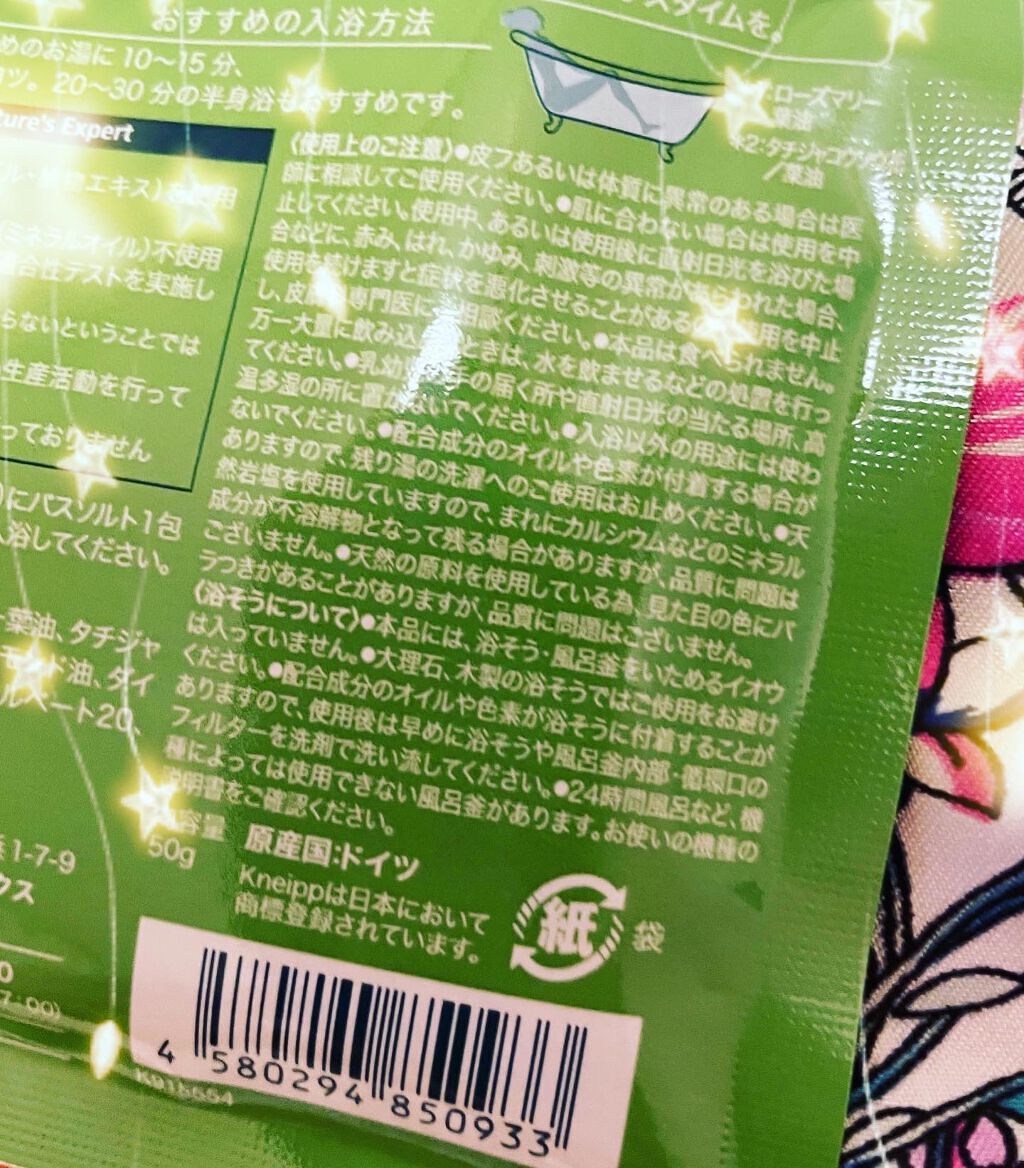 スタイムを。
おすすめの入浴方法
めのお湯に 10～15 分、
コツ。20～30 分の半身浴もおすすめです。
ローズマリー
葉油
※2:タチジャコウソウ花
/葉油
ture's Expert
エキス)を使用
(ミネラルオイル)不使用
合性テストを実施し
らないということでは
生産活動を行って
っておりません
)にバスソルト1包
入浴してください。
葉油、タチジャ
油、ダイ
ベート20、
〈使用上のご注意〉●皮フあるいは体質に異常のある場合は医
師に相談してご使用ください。●肌に合わない場合は使用を中
止してください。使用中、あるいは使用後に直射日光を浴びた場
合などに、赤み、はれ、かゆみ、刺激等の異常があらわれた場合、
使用を続けますと症状を悪化させることがある 用を中止
し、皮 専門医に 相談ください。●本品は食べられません。
万一大量に飲み込 ときは、水を飲ませるなどの処置を行っ
てください。●乳幼 の届く所や直射日光の当たる場所、高
温多湿の所に置かないでください。●入浴以外の用途には使わ
ないでください。●配合成分のオイルや色素が付着する場合が
ありますので、残り湯の洗濯へのご使用はお止めください。●天
然岩塩を使用していますので、まれにカルシウムなどのミネラル
成分が不溶解物となって残る場合がありますが、品質に問題は
ございません。●天然の原料を使用している為、見た目の色にバ
ラつきがあることがありますが、品質に問題はございません。
〈浴そうについて〉●本品には、浴そう・風呂釜をいためるイオウ
は入っていません。●大理石、木製の浴そうではご使用をお避け
ください。●配合成分のオイルや色素が浴そうに付着することが
ありますので、使用後は早めに浴そうや風呂釜内部・循環口の
フィルターを洗剤で洗い流してください。●24時間風呂など、機
種によっては使用できない風呂釜があります。お使いの機種の
説明書をご確認ください。
容量
50g
原産国:ドイツ
Kneippは日本において
商標登録されています。
紙 袋
1-7-9
クス
4 580294 850933